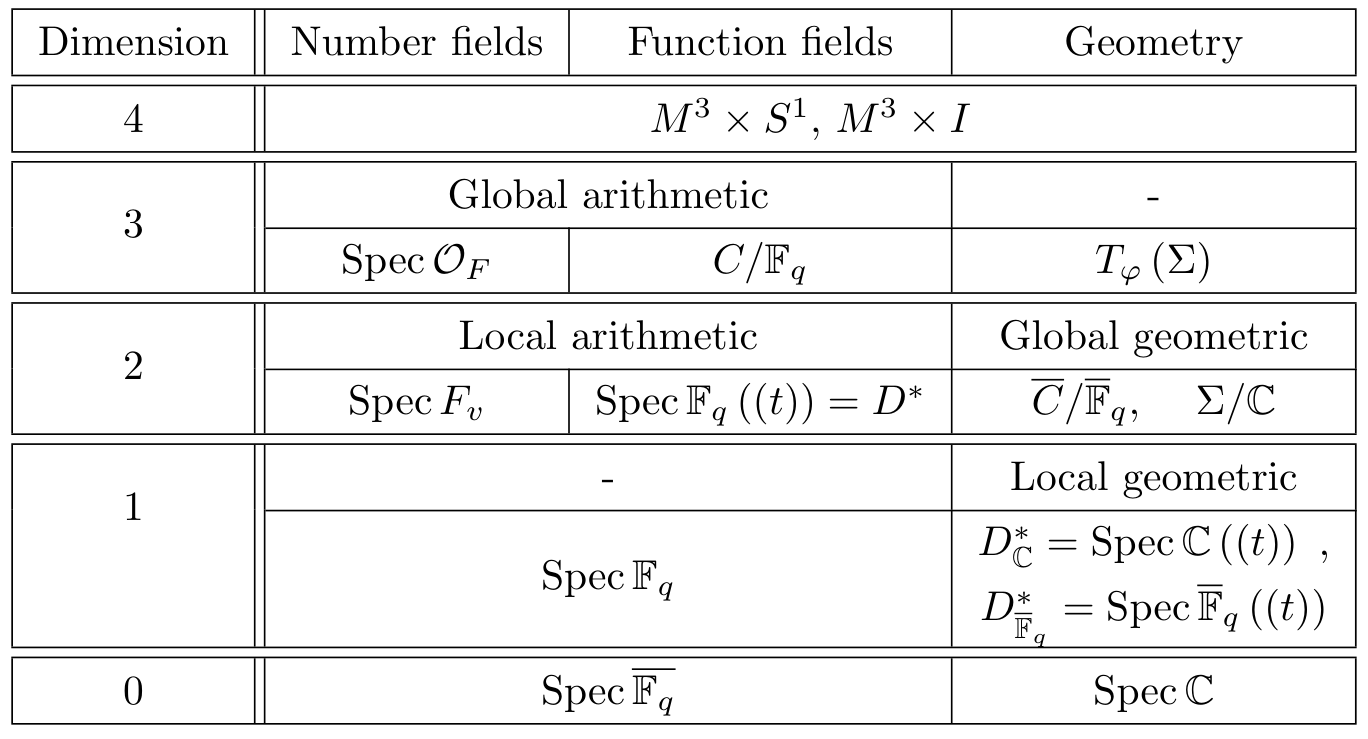 Dimension Number fields Function fields Geometry
4 M³ × S¹, M³ × I
3 Global arithmetic -
Spec 𝒪_F C/𝔽_q T_φ (Σ)
2 Local arithmetic Global geometric
Spec F_v Spec 𝔽_q ((t)) = D* C̅/𝔽̅_q, Σ/ℂ
1 - Local geometric
Spec 𝔽_q D*_ℂ = Spec ℂ ((t)) ,
D*_{𝔽̅_q} = Spec 𝔽̅_q ((t))
0 Spec 𝔽̅_q Spec ℂ